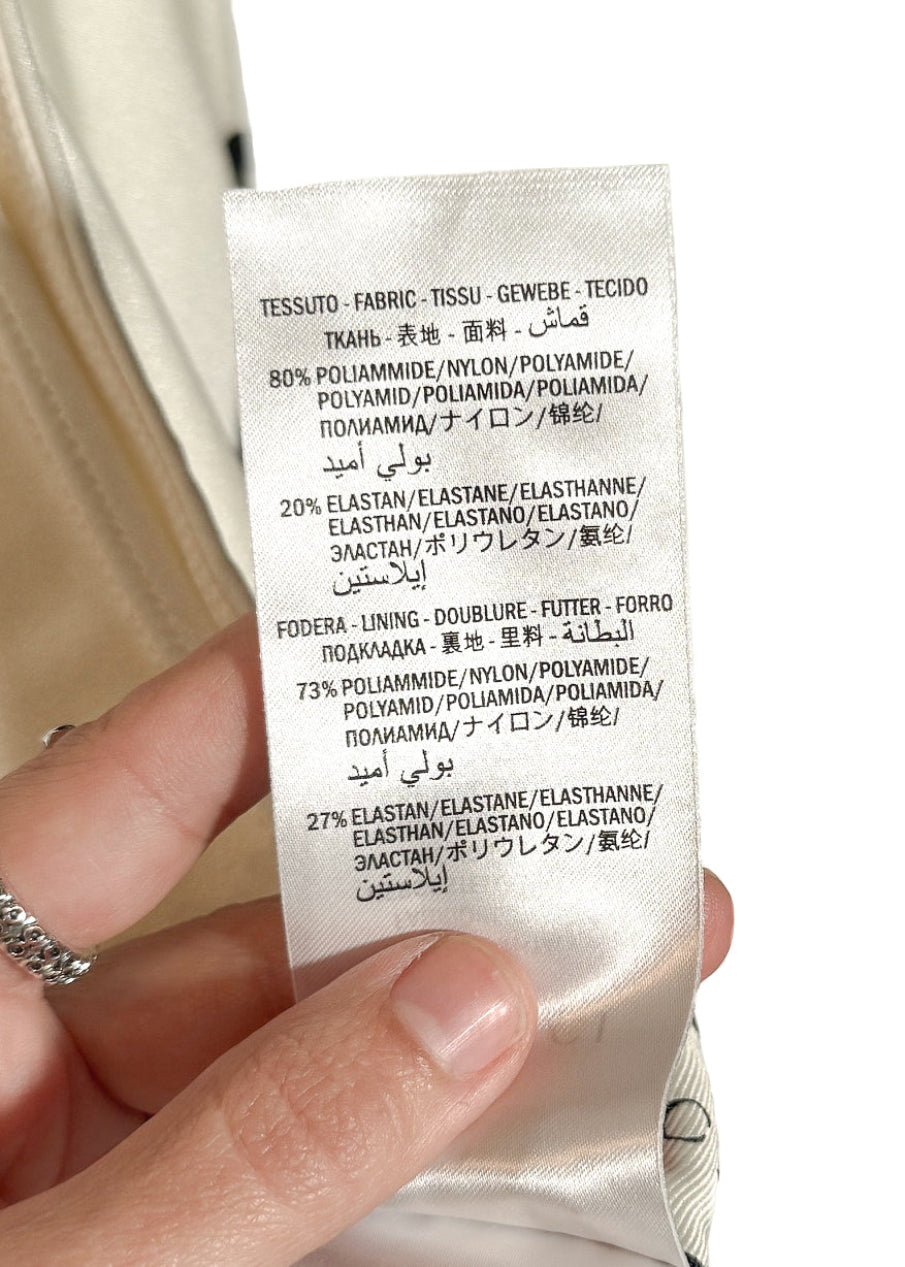 TESSUTO - FABRIC - TISSU - GEWEBE - TECIDO
ТКАНЬ - 表地 - 面料 - قماش
80% POLIAMMIDE/NYLON/POLYAMIDE/
POLYAMID/POLIAMIDA/POLIAMIDA/
ПОЛИАМИД/ナイロン/锦纶/
بولي أميد
20% ELASTAN/ELASTANE/ELASTHANNE/
ELASTHAN/ELASTANO/ELASTANO/
ЭЛАСТАН/ポリウレタン/氨纶/
إيلاستين
FODERA - LINING - DOUBLURE - FUTTER - FORRO
ПОДКЛАДКА - 裏地 - 里料 - البطانة
73% POLIAMMIDE/NYLON/POLYAMIDE/
POLYAMID/POLIAMIDA/POLIAMIDA/
ПОЛИАМИД/ナイロン/锦纶/
بولي أميد
27% ELASTAN/ELASTANE/ELASTHANNE/
ELASTHAN/ELASTANO/ELASTANO/
ЭЛАСТАН/ポリウレタン/氨纶/
إيلاستين